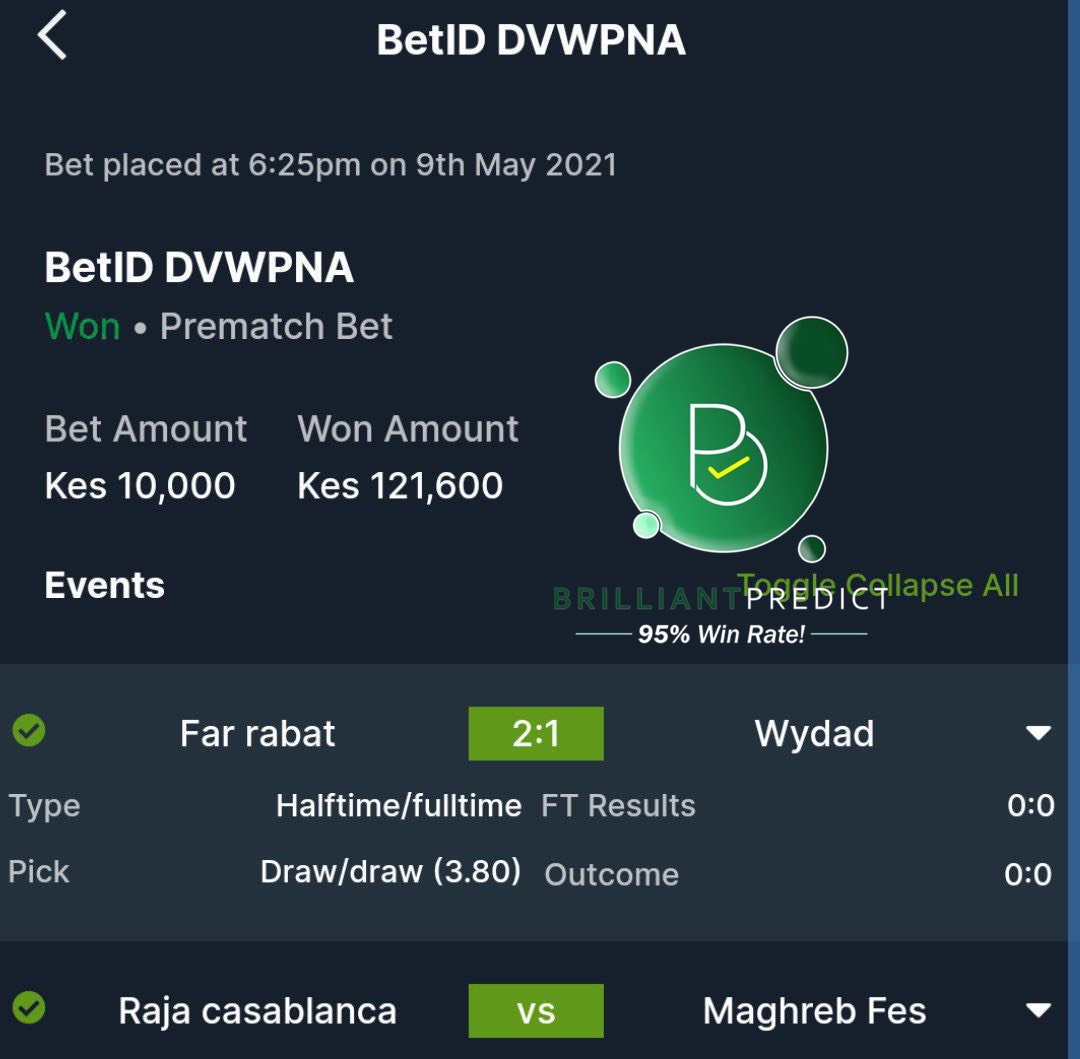 BetID DVWPNA
Bet placed at 6:25pm on 9th May 2021
BetID DVWPNA
Won • Prematch Bet
Bet Amount Won Amount
Kes 10,000 Kes 121,600
Events Toggle Collapse All
BRILLIANTPREDICT
95% Win Rate!
Far rabat 2:1 Wydad
Type Halftime/fulltime FT Results 0:0
Pick Draw/draw (3.80) Outcome 0:0
Raja casablanca vs Maghreb Fes